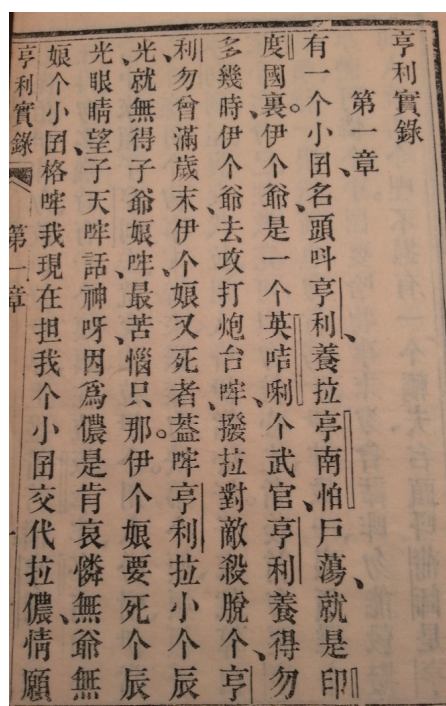 亨利實錄
第一章
有一个小囝、名頭呌亨利、養拉亭南怕戶蕩、就是印
度國裏。伊个爺、是一个英咭唎个武官、亨利養得勿
多幾時、伊个爺、去攻打炮台哰、撥拉對敵殺脫个、亨
利勿曾滿歲末、伊个娘又死者、葢哰亨利拉小个辰
光、就無得子爺娘哰、最苦惱只。那伊个娘要死个辰
光、眼睛望子天哰話、神呀、因爲儂是肯哀憐無爺無
娘个小囝格哰、我現在担我个小囝交代拉儂、情願
亨利實錄 第一章